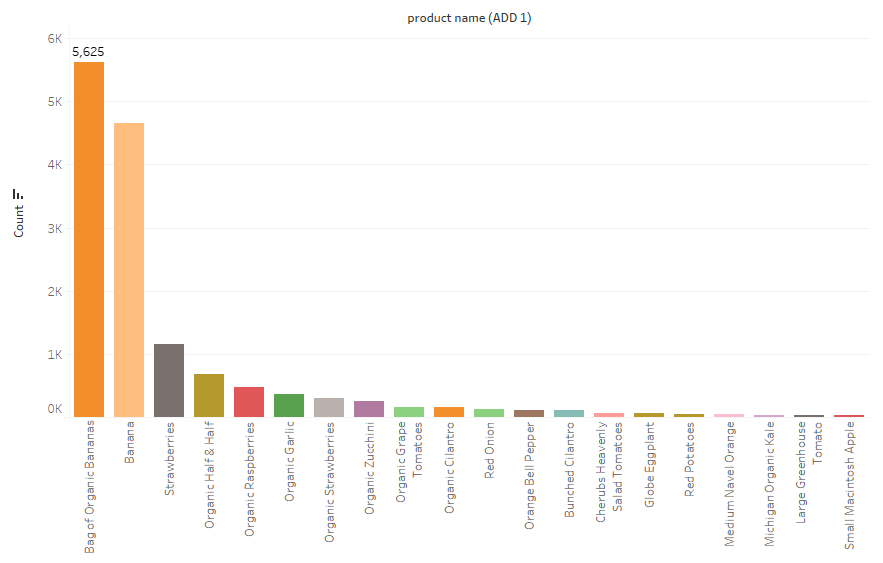 product name (ADD 1)
6K
5,625
5K
4K
3K
2K
1K
0K
Count
Bag of Organic Bananas
Banana
Strawberries
Organic Half & Half
Organic Raspberries
Organic Garlic
Organic Strawberries
Organic Zucchini
Organic Grape
Tomatoes
Organic Cilantro
Red Onion
Orange Bell Pepper
Bunched Cilantro
Cherubs Heavenly
Salad Tomatoes
Globe Eggplant
Red Potatoes
Medium Navel Orange
Michigan Organic Kale
Large Greenhouse
Tomato
Small Macintosh Apple